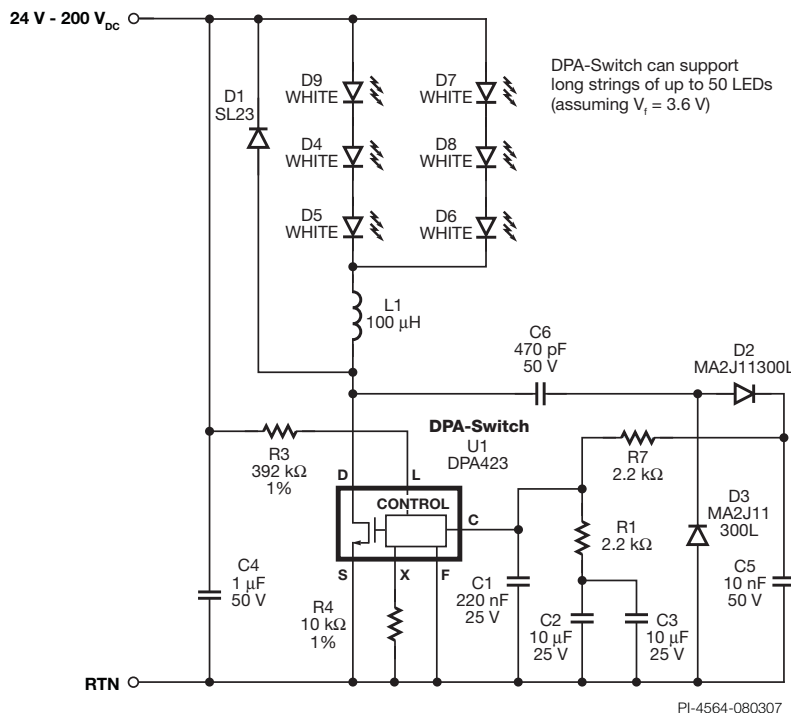 24 V - 200 VDC
DPA-Switch can support
long strings of up to 50 LEDs
(assuming Vf = 3.6 V)
D1
SL23
D9
WHITE
D7
WHITE
D4
WHITE
D8
WHITE
D5
WHITE
D6
WHITE
L1
100 µH
C6
470 pF
50 V
D2
MA2J11300L
R3
392 kΩ
1%
DPA-Switch
U1
DPA423
D
L
CONTROL
C
S
X
F
R7
2.2 kΩ
R1
2.2 kΩ
D3
MA2J11
300L
C4
1 µF
50 V
R4
10 kΩ
1%
C1
220 nF
25 V
C2
10 µF
25 V
C3
10 µF
25 V
C5
10 nF
50 V
RTN
PI-4564-080307